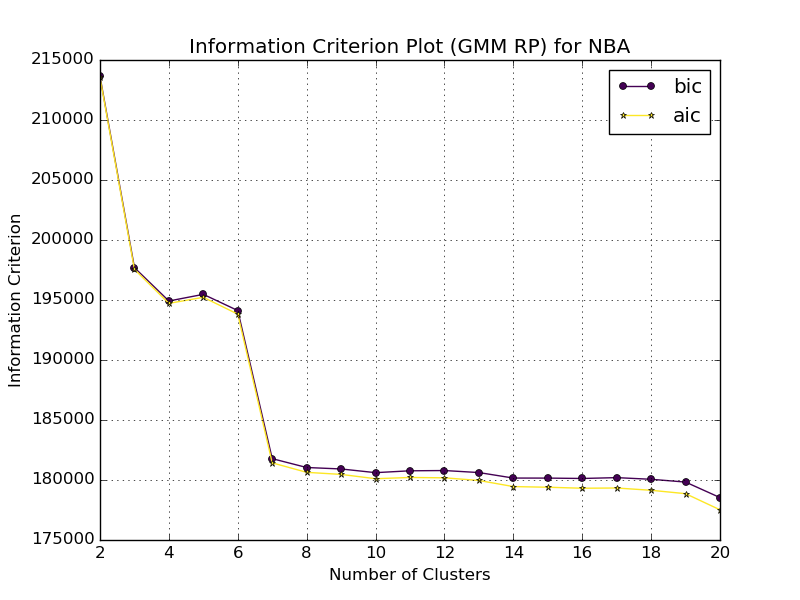 Information Criterion Plot (GMM RP) for NBA
215000
210000
205000
200000
195000
190000
185000
180000
175000
Information Criterion
bic
aic
2 4 6 8 10 12 14 16 18 20
Number of Clusters